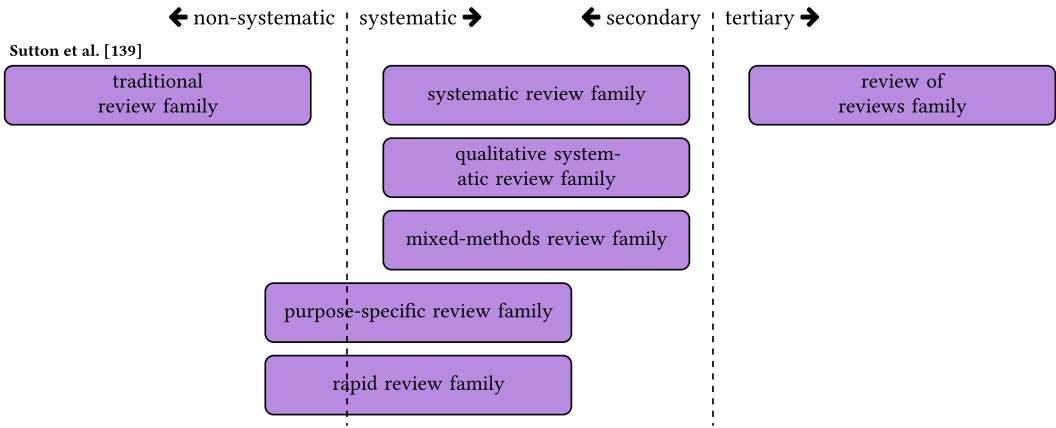 non-systematic systematic secondary tertiary
Sutton et al. [139]
traditional
review family
systematic review family
review of
reviews family
qualitative system-
atic review family
mixed-methods review family
purpose-specific review family
rapid review family